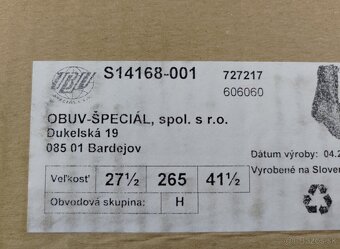 S14168-001 727217
606060
OBUV-ŠPECIÁL, spol. s r.o.
Dukelská 19
085 01 Bardejov
Dátum výroby: 04.2
Veľkosť 27½ 265 41½
Vyrobené na Sloven
Obvodová skupina: H